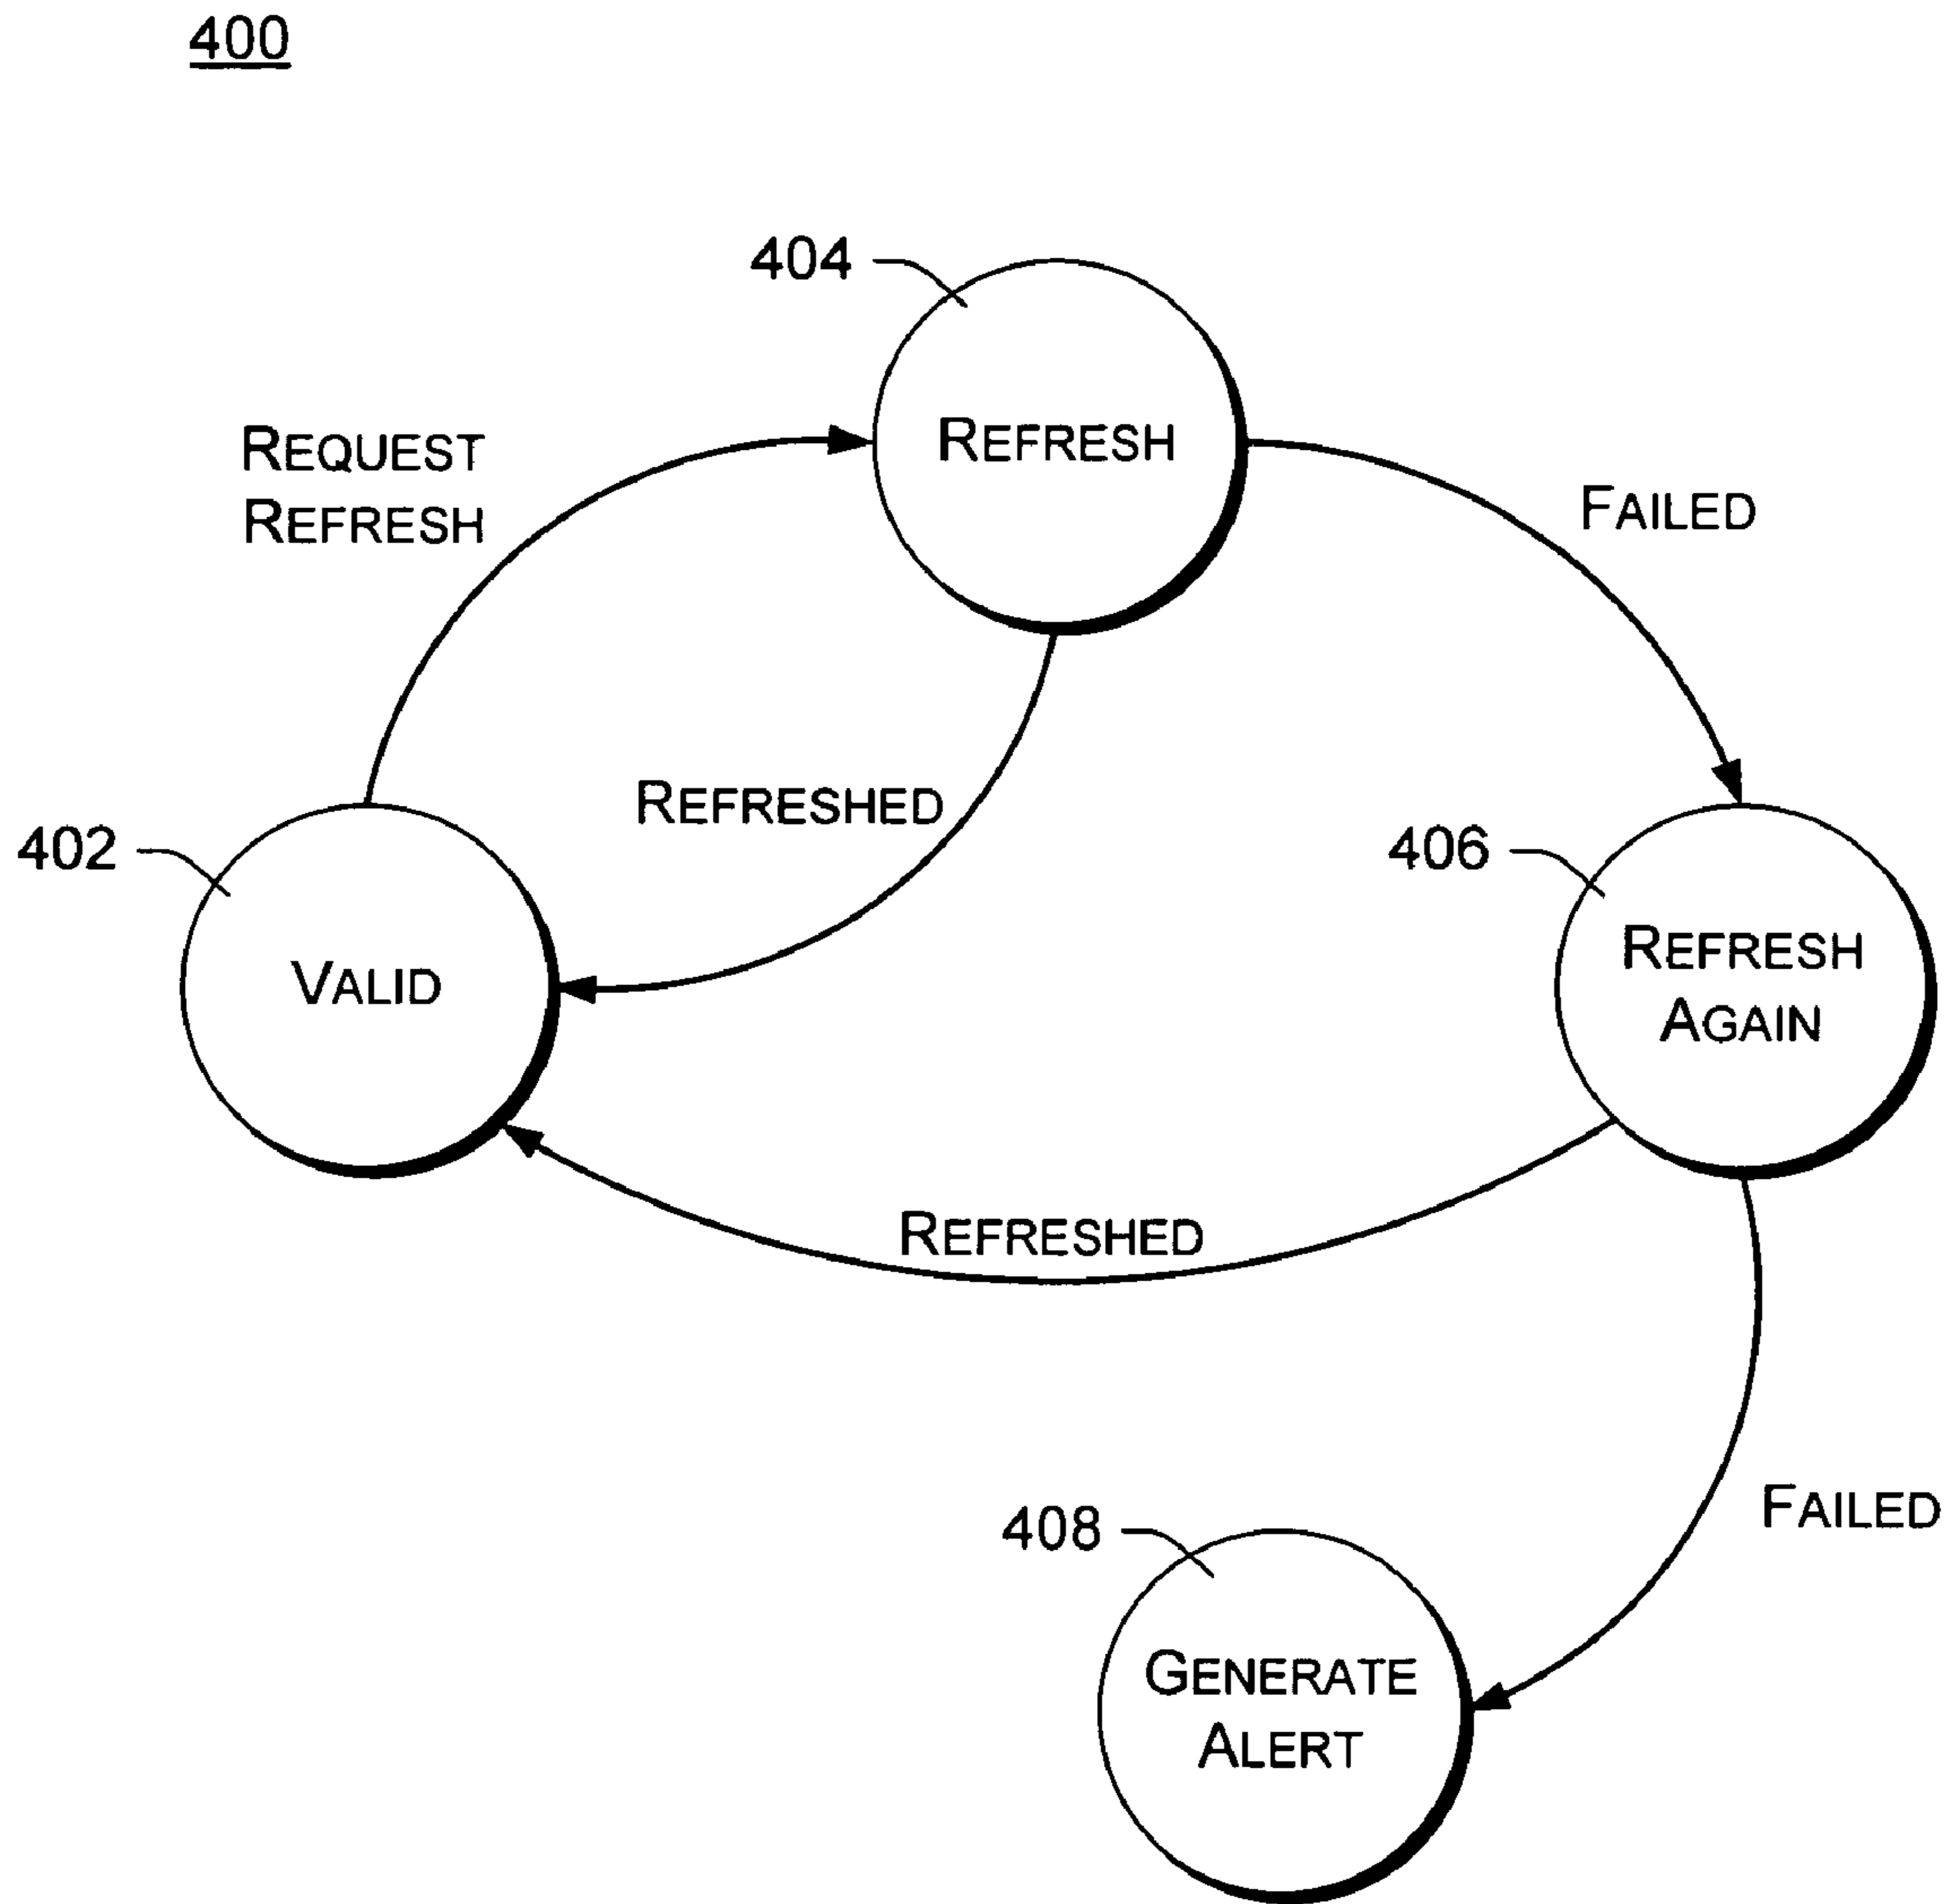 400
404
REFRESH
REQUEST
REFRESH
FAILED
REFRESHED
402
VALID
406
REFRESH
AGAIN
REFRESHED
FAILED
408
GENERATE
ALERT